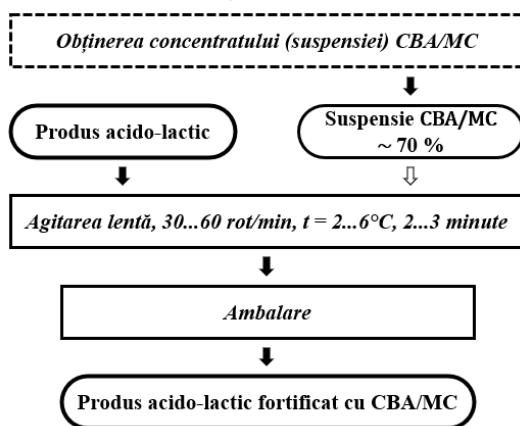 Obținerea concentratului (suspensiei) CBA/MC
Produs acido-lactic
Suspensie CBA/MC
~ 70 %
Agitarea lentă, 30...60 rot/min, t = 2...6°C, 2...3 minute
Ambalare
Produs acido-lactic fortificat cu CBA/MC